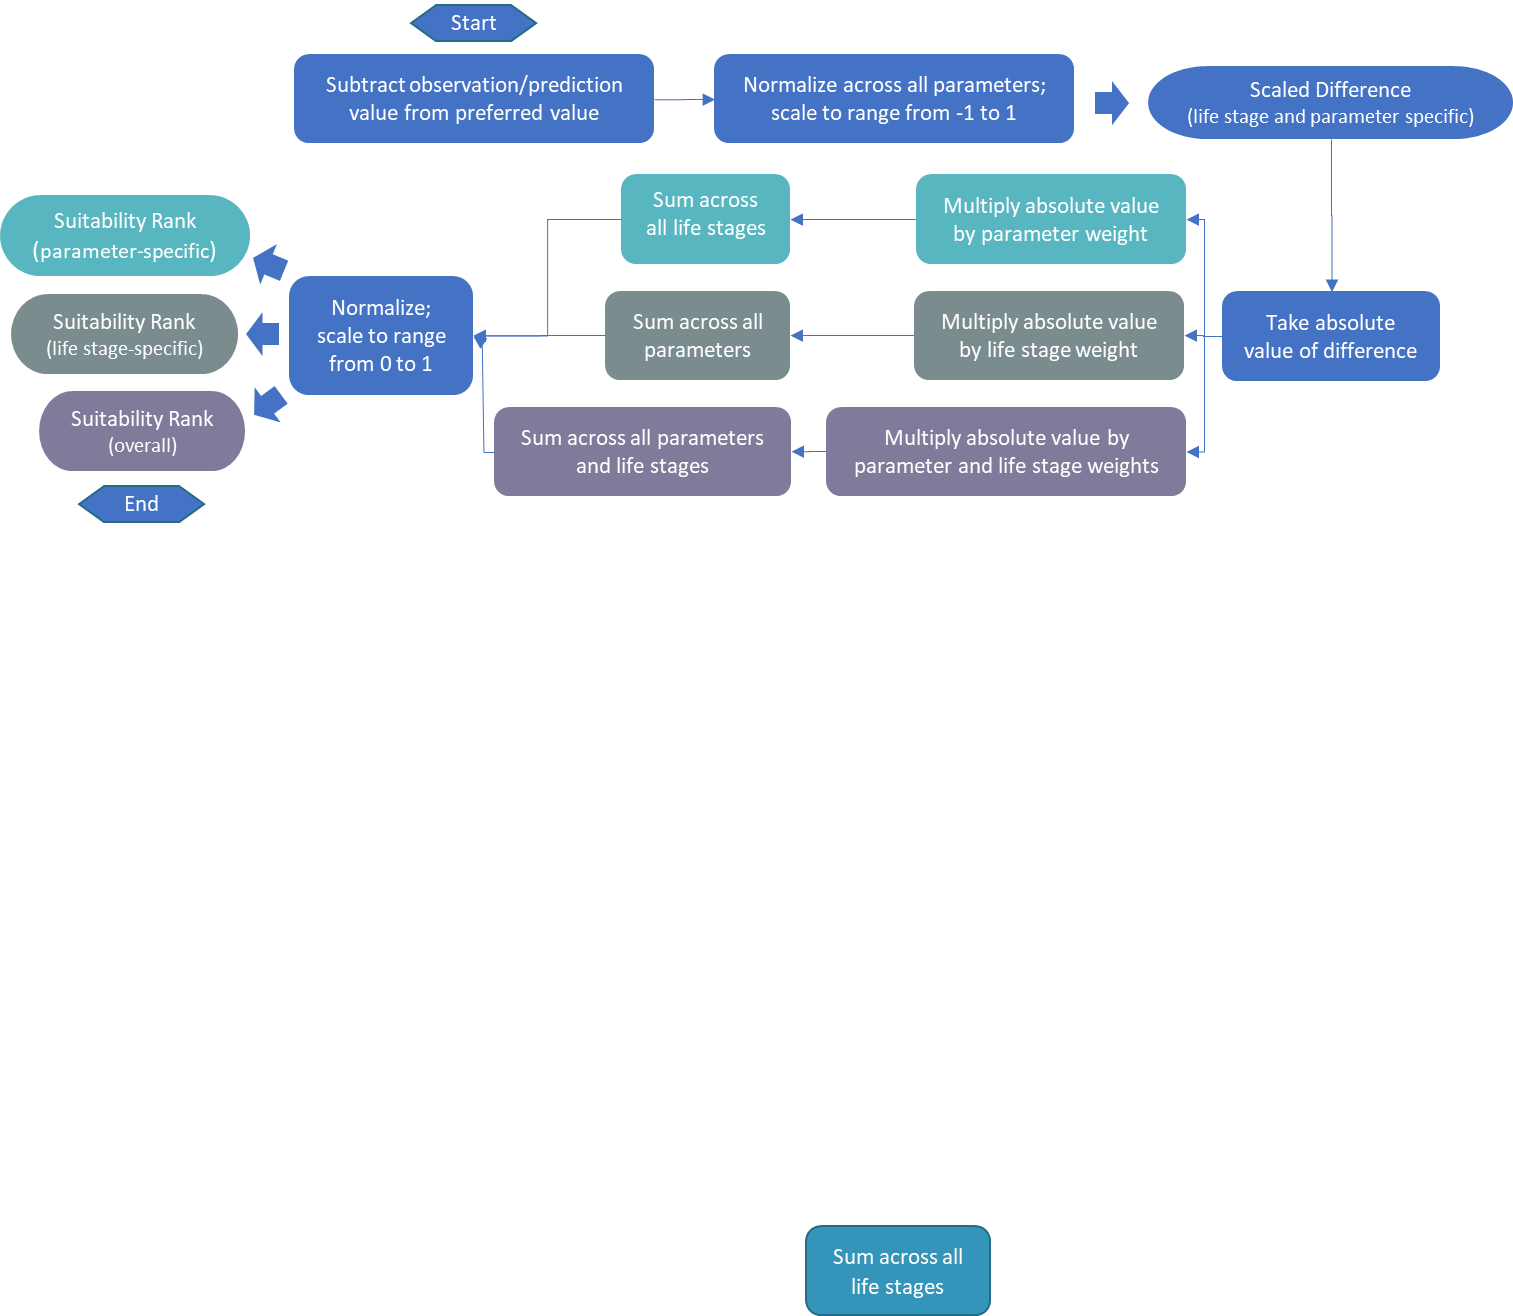 Start
Subtract observation/prediction
value from preferred value
Normalize across all parameters;
scale to range from -1 to 1
Scaled Difference
(life stage and parameter specific)
Take absolute
value of difference
Multiply absolute value
by parameter weight
Sum across
all life stages
Multiply absolute value
by life stage weight
Sum across all
parameters
Multiply absolute value by
parameter and life stage weights
Sum across all parameters
and life stages
Normalize;
scale to range
from 0 to 1
Suitability Rank
(parameter-specific)
Suitability Rank
(life stage-specific)
Suitability Rank
(overall)
End
Sum across all
life stages